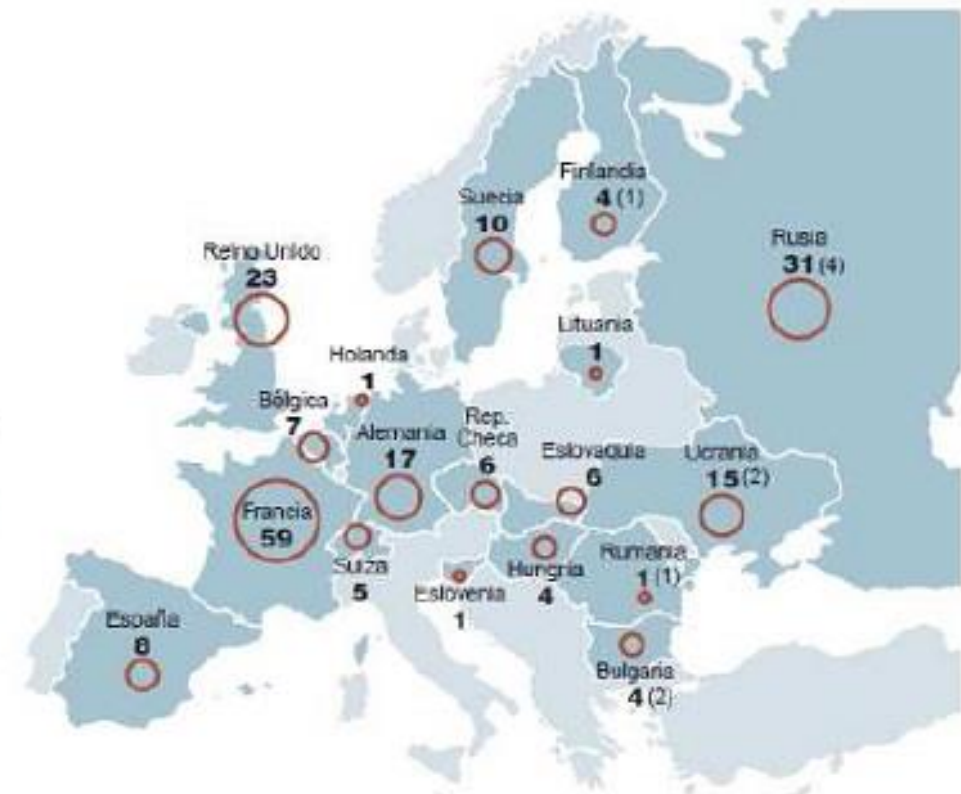 Finlandia
4 (1)
Suecia
10
Rusia
31 (4)
Reino Unido
23
Lituania
1
Holanda
1
Bélgica
7
Alemania
17
Rep.
Checa
6
Eslovaquia
6
Ucrania
15 (2)
Francia
59
Suiza
5
Eslovenia
1
Hungría
4
Rumania
1 (1)
España
8
Bulgaria
4 (2)